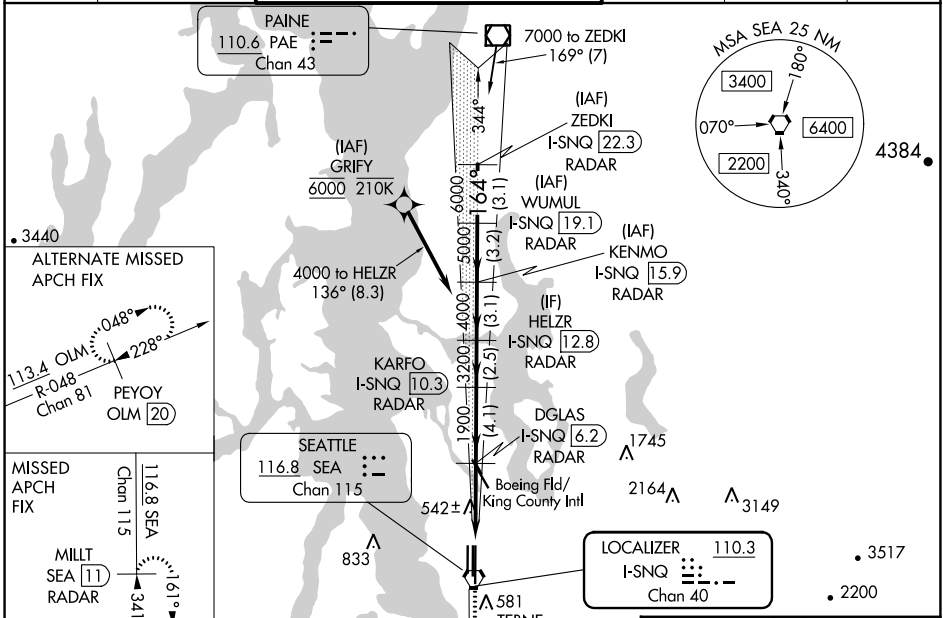 PAINE
110.6 PAE
Chan 43
7000 to ZEDKI
169° (7)
MSA SEA 25 NM
180°
3400
070°
6400
2200
340°
4384
344°
(IAF)
ZEDKI
I-SNQ 22.3
RADAR
(IAF)
GRIFY
6000 210K
6000
164°
(3.1)
(IAF)
WUMUL
I-SNQ 19.1
RADAR
5000
(3.2)
(IAF)
KENMO
I-SNQ 15.9
RADAR
3440
4000 to HELZR
136° (8.3)
4000
(3.1)
(IF)
HELZR
I-SNQ 12.8
RADAR
3200
(2.5)
KARFO
I-SNQ 10.3
RADAR
1900
(4.1)
DGLAS
I-SNQ 6.2
RADAR
ALTERNATE MISSED
APCH FIX
048°
228°
113.4 OLM
R-048
Chan 81
PEYOY
OLM 20
SEATTLE
116.8 SEA
Chan 115
Boeing Fld/
King County Intl
1745
2164
3149
542±
833
MISSED
APCH
FIX
116.8 SEA
Chan 115
MILLT
SEA 11
RADAR
161°
341
LOCALIZER 110.3
I-SNQ
Chan 40
3517
2200
581